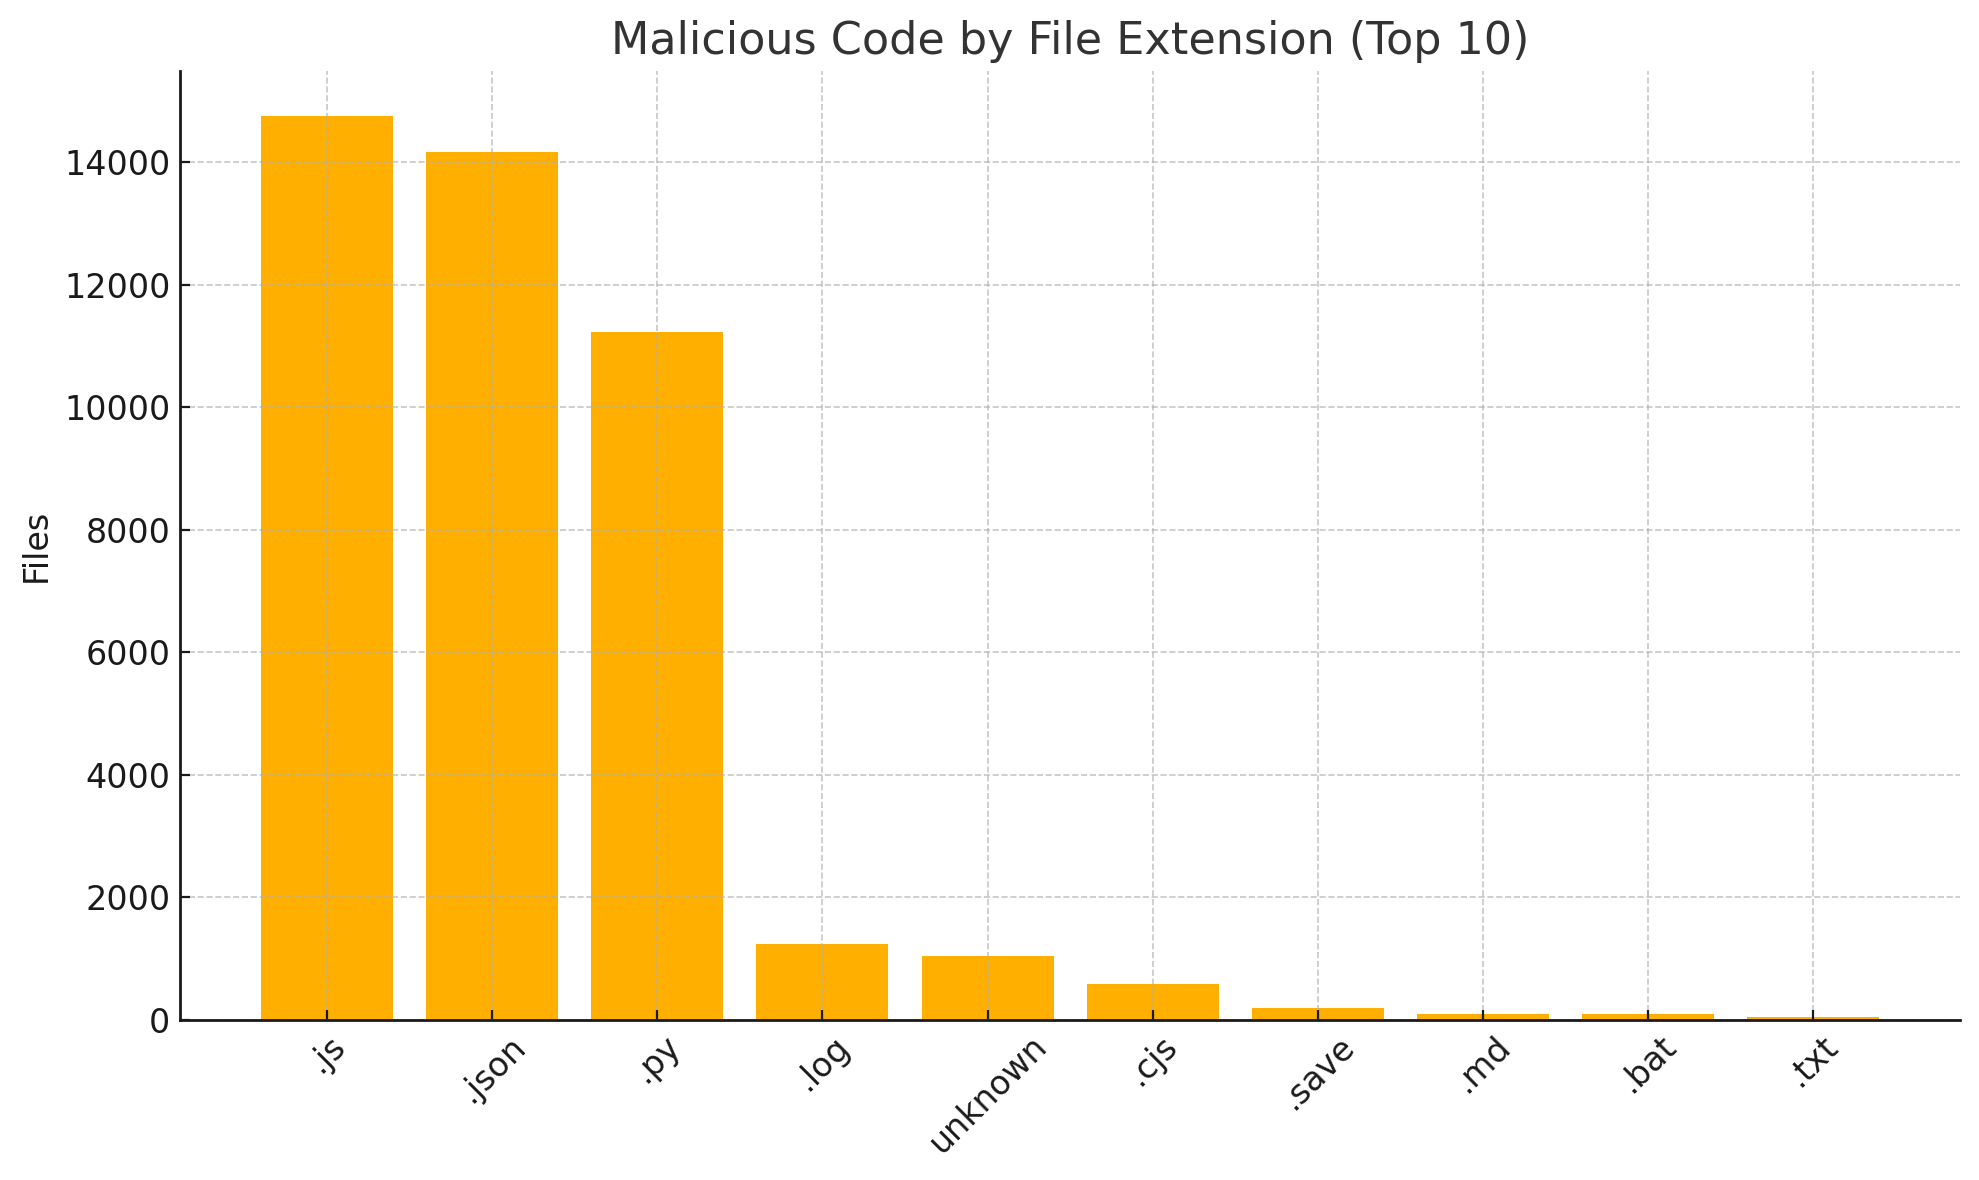 Malicious Code by File Extension (Top 10)
Files
14000
12000
10000
8000
6000
4000
2000
0
.js
.json
.py
.log
unknown
.cjs
.save
.md
.bat
.txt